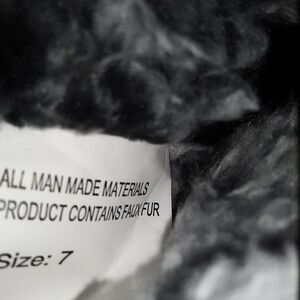 ALL MAN MADE MATERIALS
PRODUCT CONTAINS FAUX FUR
Size: 7